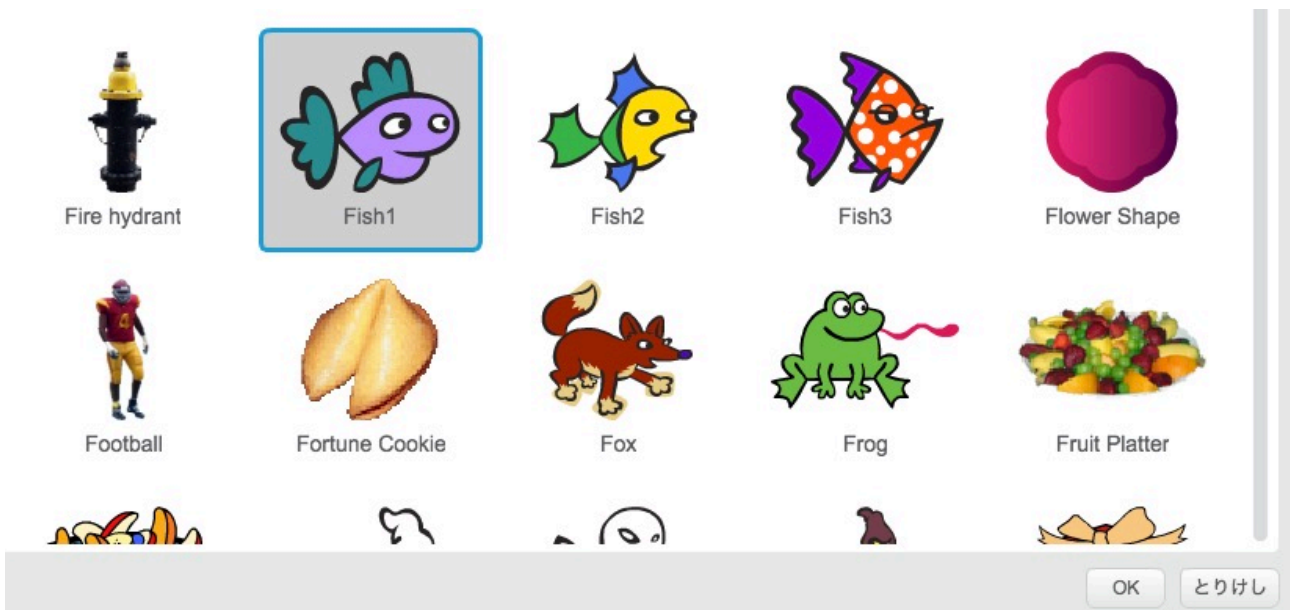 Fire hydrant
Fish1
Fish2
Fish3
Flower Shape
4
Football
Fortune Cookie
Fox
Frog
Fruit Platter
OK
とりけし